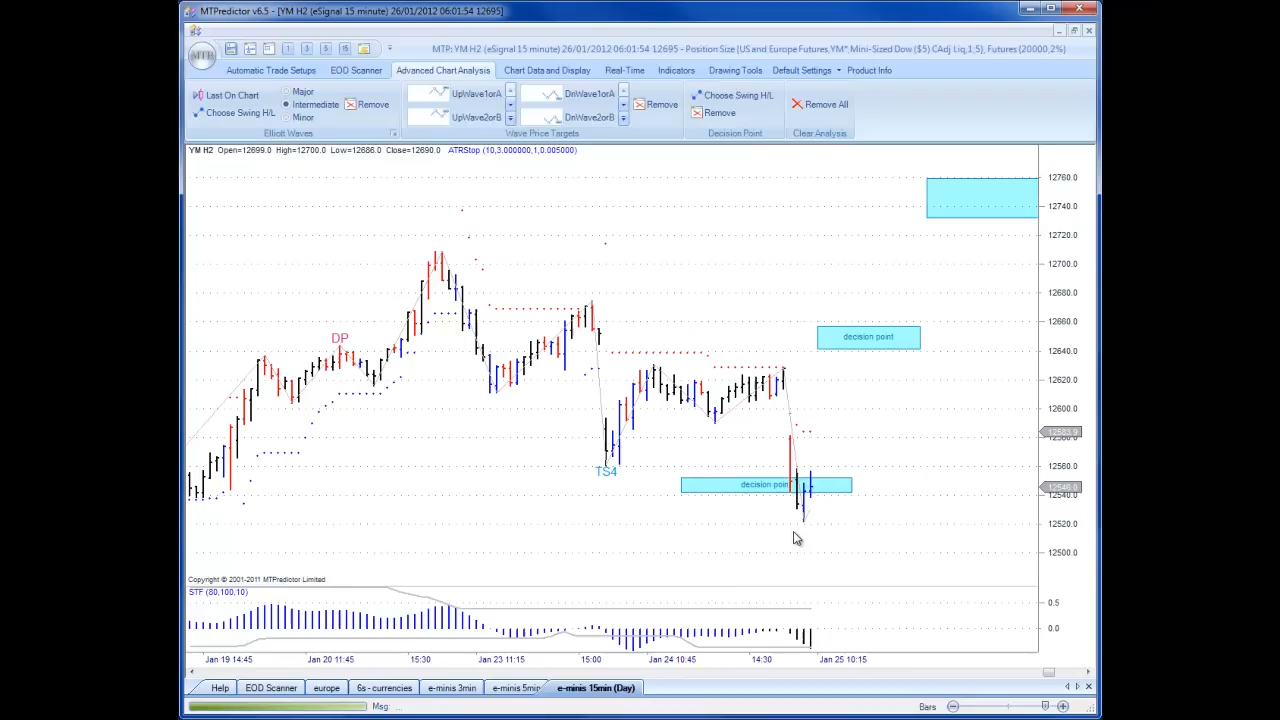 MTPredictor v6.5 - [YM H2 (eSignal 15 minute) 26/01/2012 06:01:54 12695]
MTP: YM H2 (eSignal 15 minute) 26/01/2012 06:01:54 12695 - Position Size (US and Europe Futures, YM*, Mini-Sized Dow (CAdj Liq,1,5), Futures (20000,2%)
Automatic Trade Setups EOD Scanner Advanced Chart Analysis Chart Data and Display Real-Time Indicators Drawing Tools Default Settings Product Info
Last On Chart Major UpWave1orA DnWave1orA Choose Swing H/L
Choose Swing H/L Intermediate Remove Remove Remove All
Minor UpWave2orB DnWave2orB Remove
Elliott Waves Wave Price Targets Decision Point Clear Analysis
YM H2 Open=12699.0 High=12700.0 Low=12686.0 Close=12690.0 ATRStop (10,3.000000,1,0.005000)
12760.0
12740.0
12720.0
12700.0
12680.0
12660.0
DP decision point
12640.0
12620.0
12600.0
12583.9
12580.0
12560.0
TS4
decision point
12546.0
12540.0
12520.0
12500.0
Copyright © 2001-2011 MTPredictor Limited
STF (80,100,10)
0.5
0.0
Jan 19 14:45 Jan 20 11:45 15:30 Jan 23 11:15 15:00 Jan 24 10:45 14:30 Jan 25 10:15
Help EOD Scanner europe 6s - currencies e-minis 3min e-minis 5min e-minis 15min (Day)
Msg: ... Bars